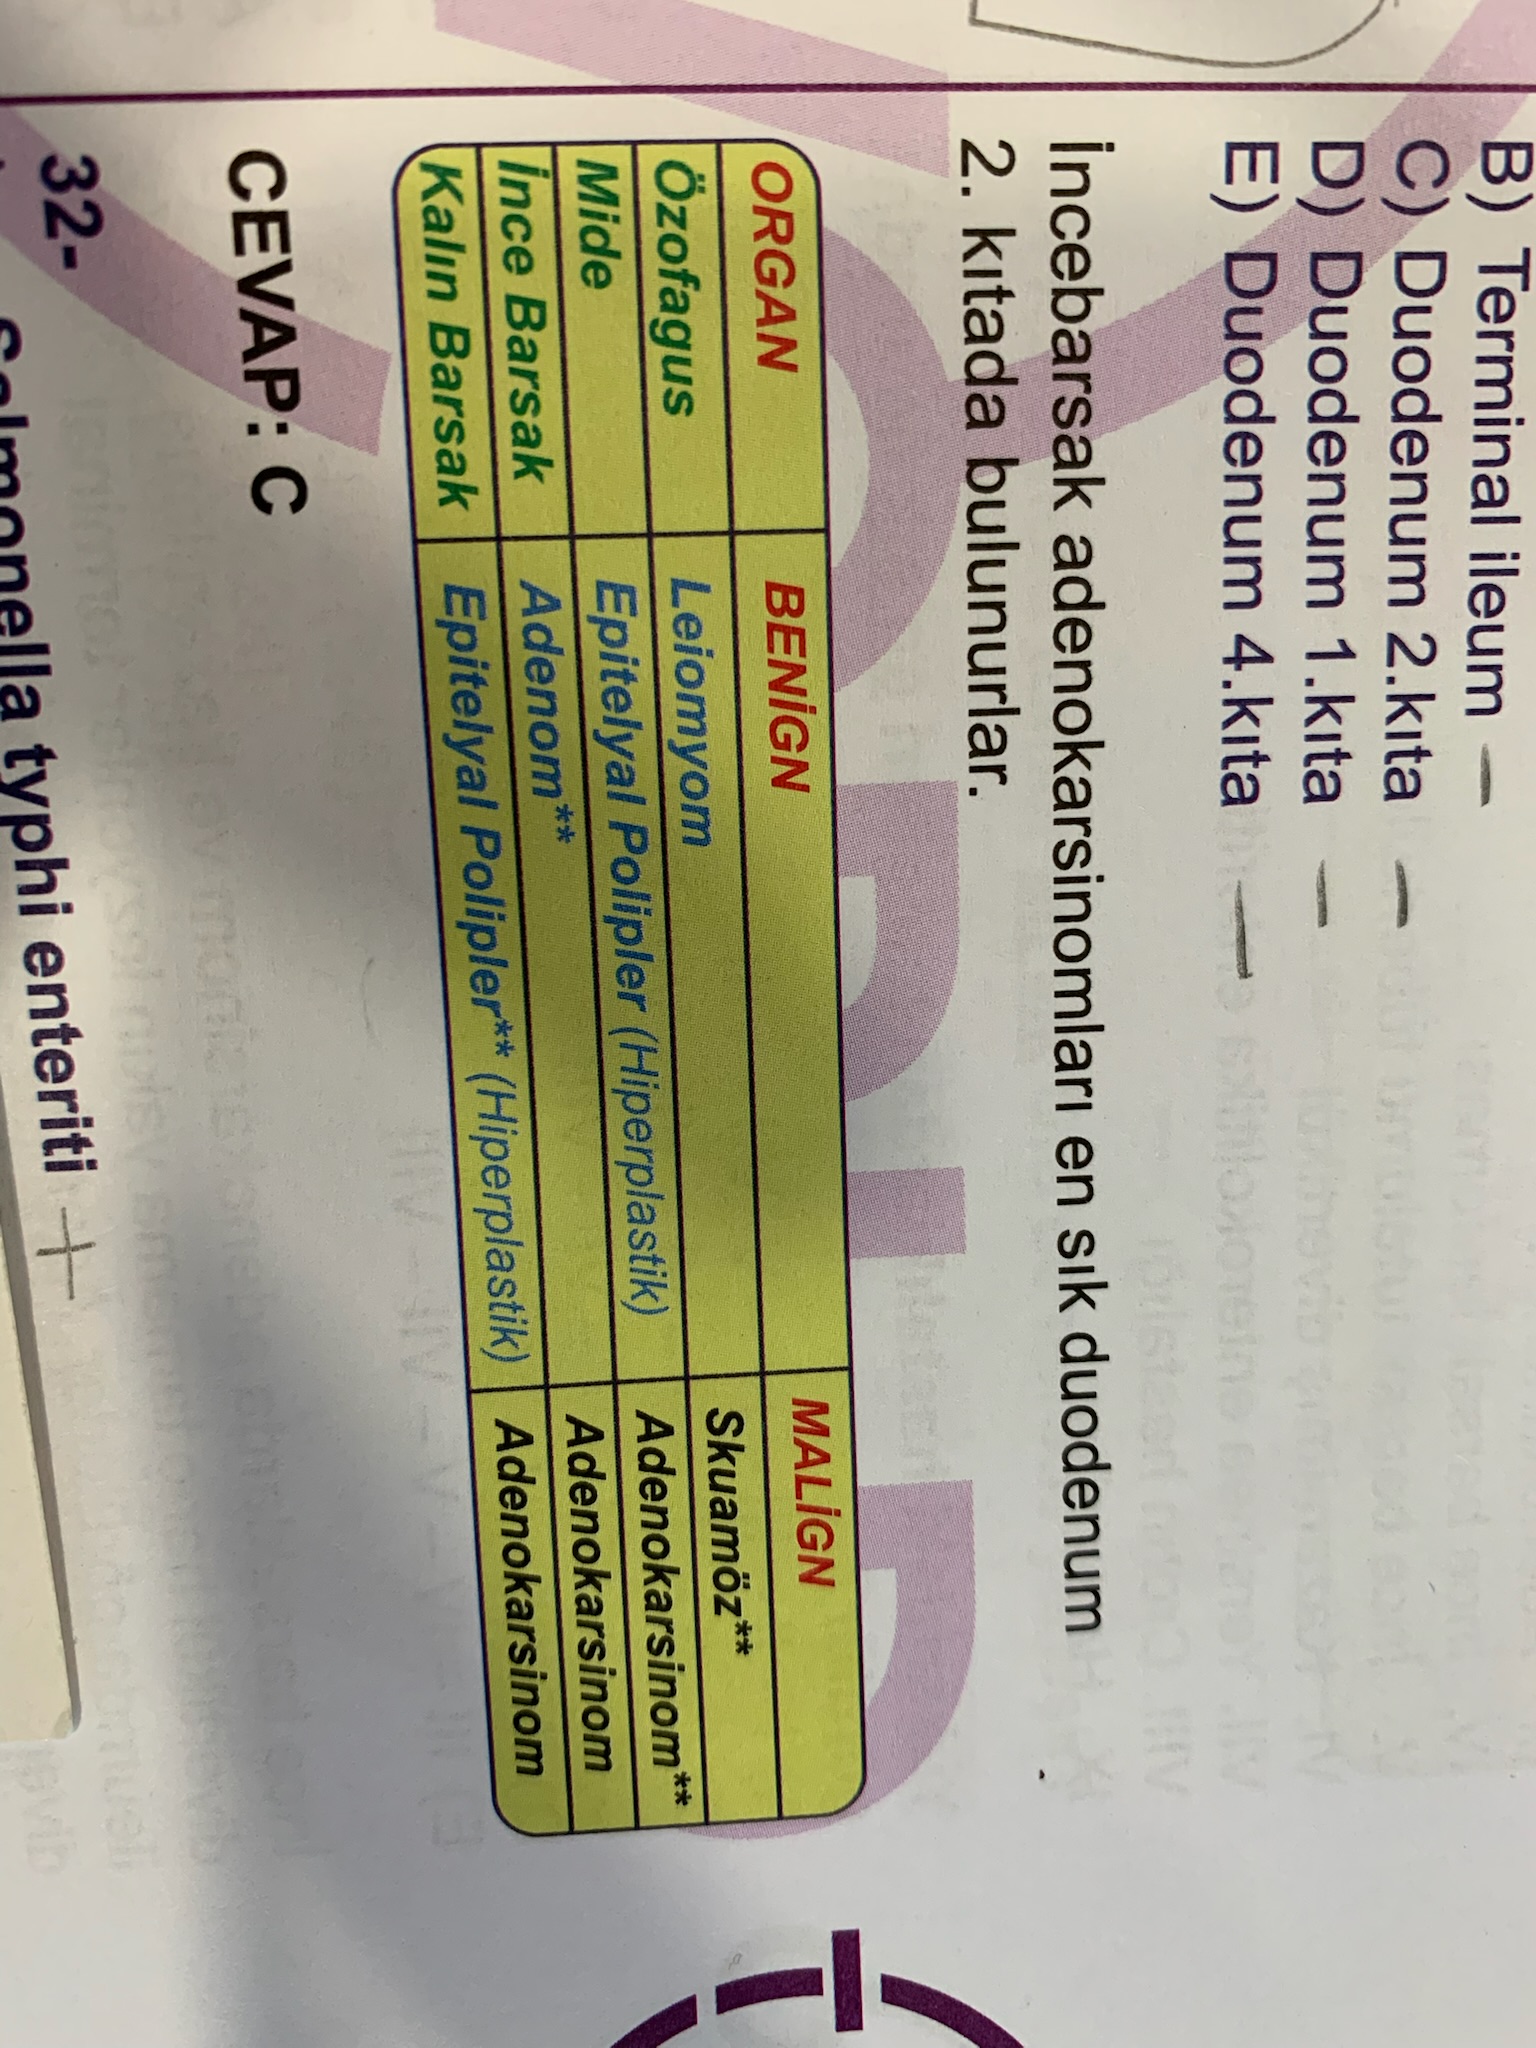 B) Terminal ileum
C) Duodenum 2.kıta
D) Duodenum 1.kıta
E) Duodenum 4.kıta
İncebarsak adenokarsinomları en sık duodenum
2. kıtada bulunurlar.
ORGAN BENİGN MALİGN
Özofagus Leiomyom Skuamöz**
Mide Epitelyal Polipler (Hiperplastik) Adenokarsinom**
İnce Barsak Adenom** Adenokarsinom
Kalın Barsak Epitelyal Polipler** (Hiperplastik) Adenokarsinom
CEVAP: C
32- Salmonella typhi enteriti +